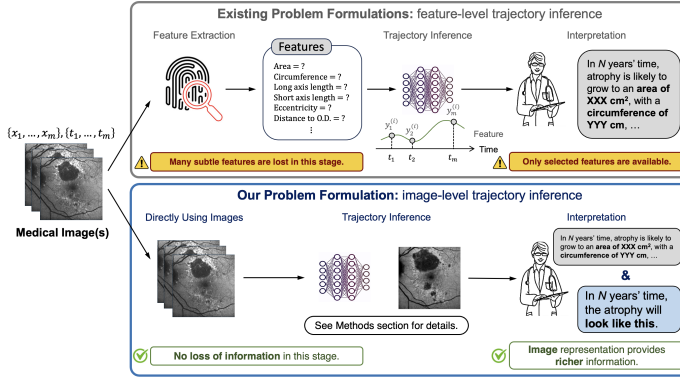 Existing Problem Formulations: feature-level trajectory inference
Feature Extraction
Features
Area = ?
Circumference = ?
Long axis length = ?
Short axis length = ?
Eccentricity = ?
Distance to O.D. = ?
⋮
Trajectory Inference
y₁⁽ⁱ⁾
y₂⁽ⁱ⁾
yₘ⁽ⁱ⁾
Feature
Time
t₁
t₂
tₘ
Interpretation
In N years' time,
atrophy is likely to
grow to an area of
XXX cm², with a
circumference of
YYY cm, …
Many subtle features are lost in this stage.
Only selected features are available.
{x₁, …, xₘ}, {t₁, …, tₘ}
Medical Image(s)
Our Problem Formulation: image-level trajectory inference
Directly Using Images
Trajectory Inference
See Methods section for details.
Interpretation
In N years' time, atrophy is likely to
grow to an area of XXX cm², with a
circumference of YYY cm, …
&
In N years' time,
the atrophy will
look like this.
No loss of information in this stage.
Image representation provides
richer information.